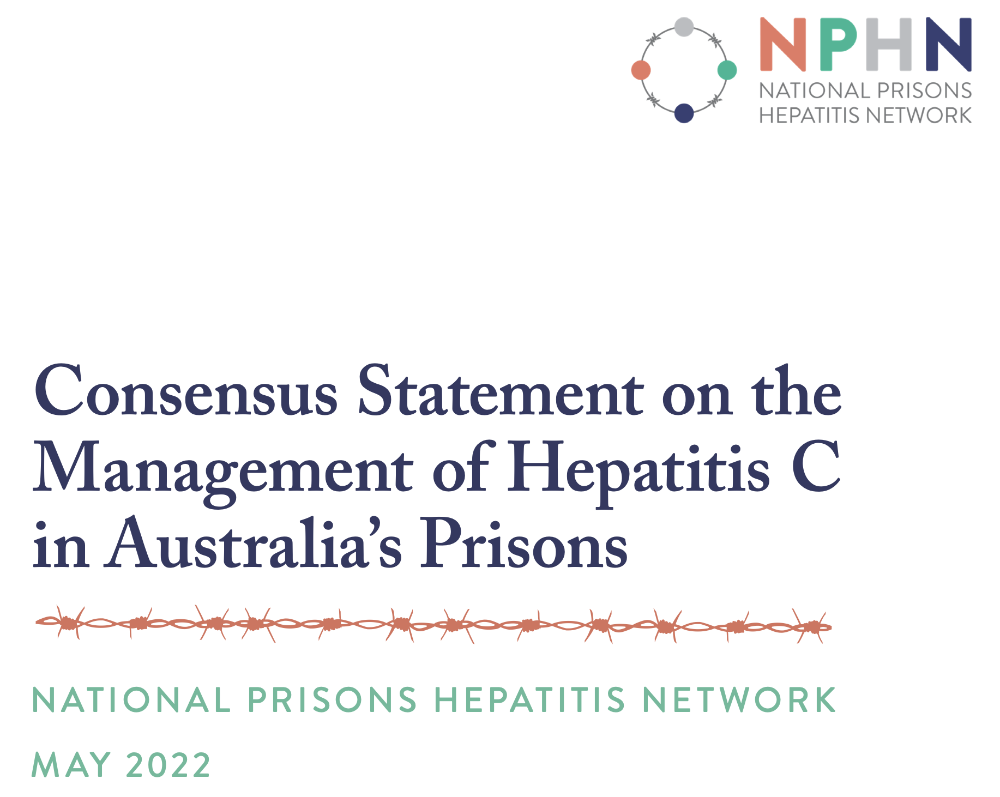 NPHN
NATIONAL PRISONS
HEPATITIS NETWORK
Consensus Statement on the
Management of Hepatitis C
in Australia’s Prisons
NATIONAL PRISONS HEPATITIS NETWORK
MAY 2022